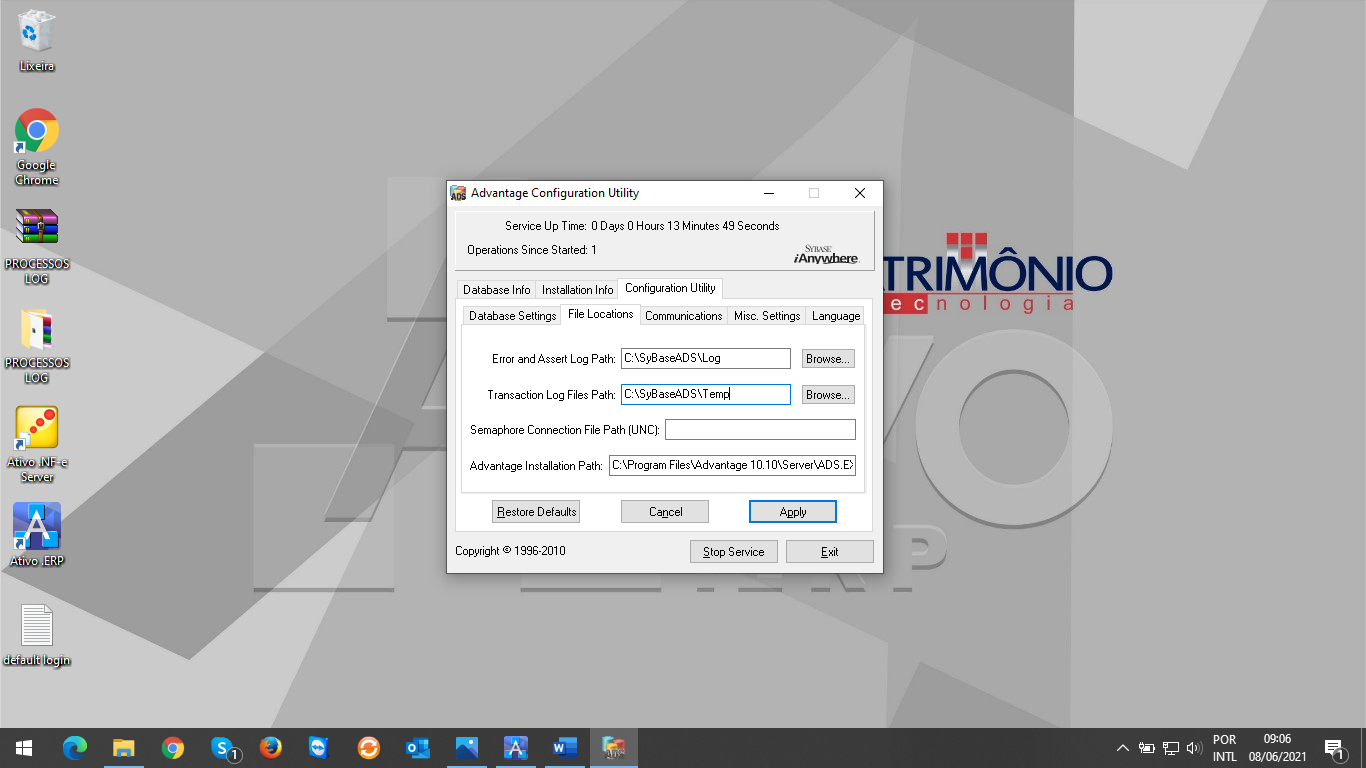 Lixeira
Google
Chrome
PROCESSOS
LOG
PROCESSOS
LOG
Ativo .NF-e
Server
Ativo .ERP
default login
TRIMÔNIO
ecnologia
VO
ADS
Advantage Configuration Utility
Service Up Time: 0 Days 0 Hours 13 Minutes 49 Seconds
Operations Since Started: 1
SYBASE
iAnywhere
Database Info
Installation Info
Configuration Utility
Database Settings
File Locations
Communications
Misc. Settings
Language
Error and Assert Log Path: C:\SyBaseADS\Log Browse...
Transaction Log Files Path: C:\SyBaseADS\Temp Browse...
Semaphore Connection File Path (UNC):
Advantage Installation Path: C:\Program Files\Advantage 10.10\Server\ADS.EX
Restore Defaults
Cancel
Apply
Copyright © 1996-2010
Stop Service
Exit
1
POR
INTL
09:06
08/06/2021
1